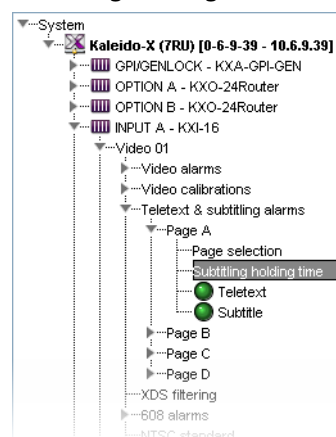 System
Kaleido-X (7RU) [0-6-9-39 - 10.6.9.39]
GPI/GENLOCK - KXA-GPI-GEN
OPTION A - KXO-24Router
OPTION B - KXO-24Router
INPUT A - KXI-16
Video 01
Video alarms
Video calibrations
Teletext & subtitling alarms
Page A
Page selection
Subtitling holding time
Teletext
Subtitle
Page B
Page C
Page D
XDS filtering
608 alarms
NTSC standard